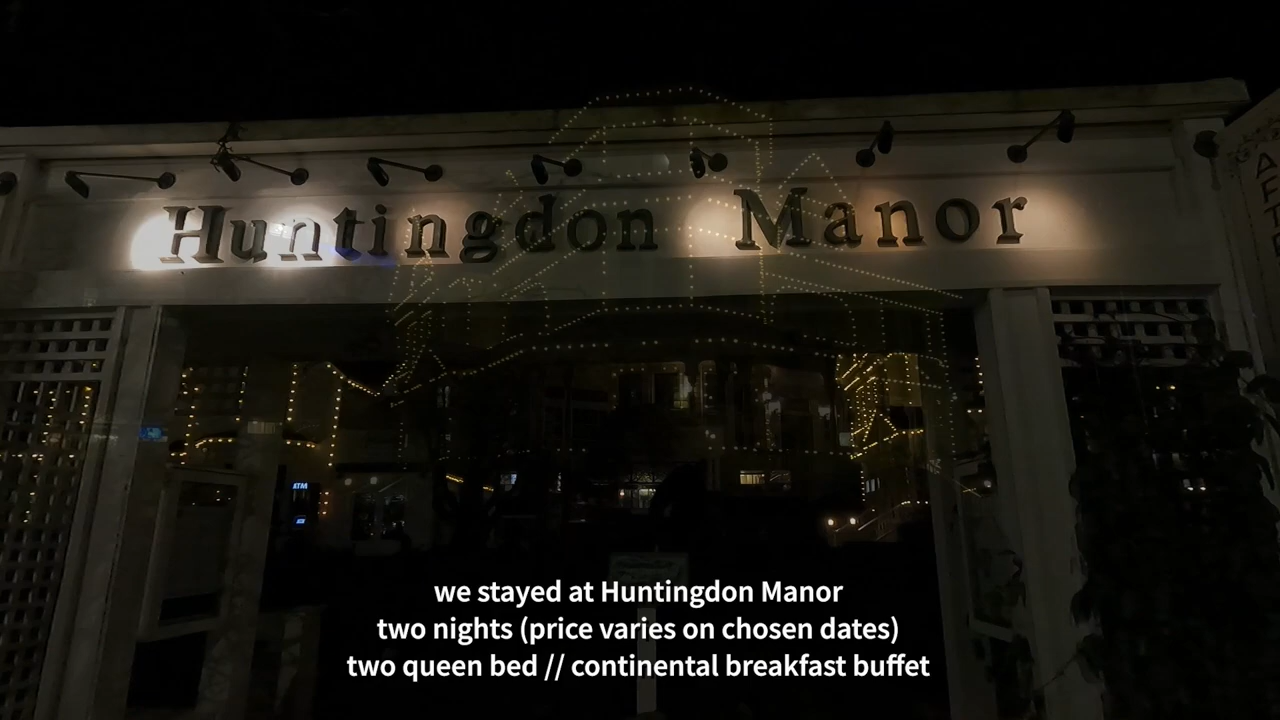 Huntingdon Manor
ATM
we stayed at Huntingdon Manor
two nights (price varies on chosen dates)
two queen bed // continental breakfast buffet